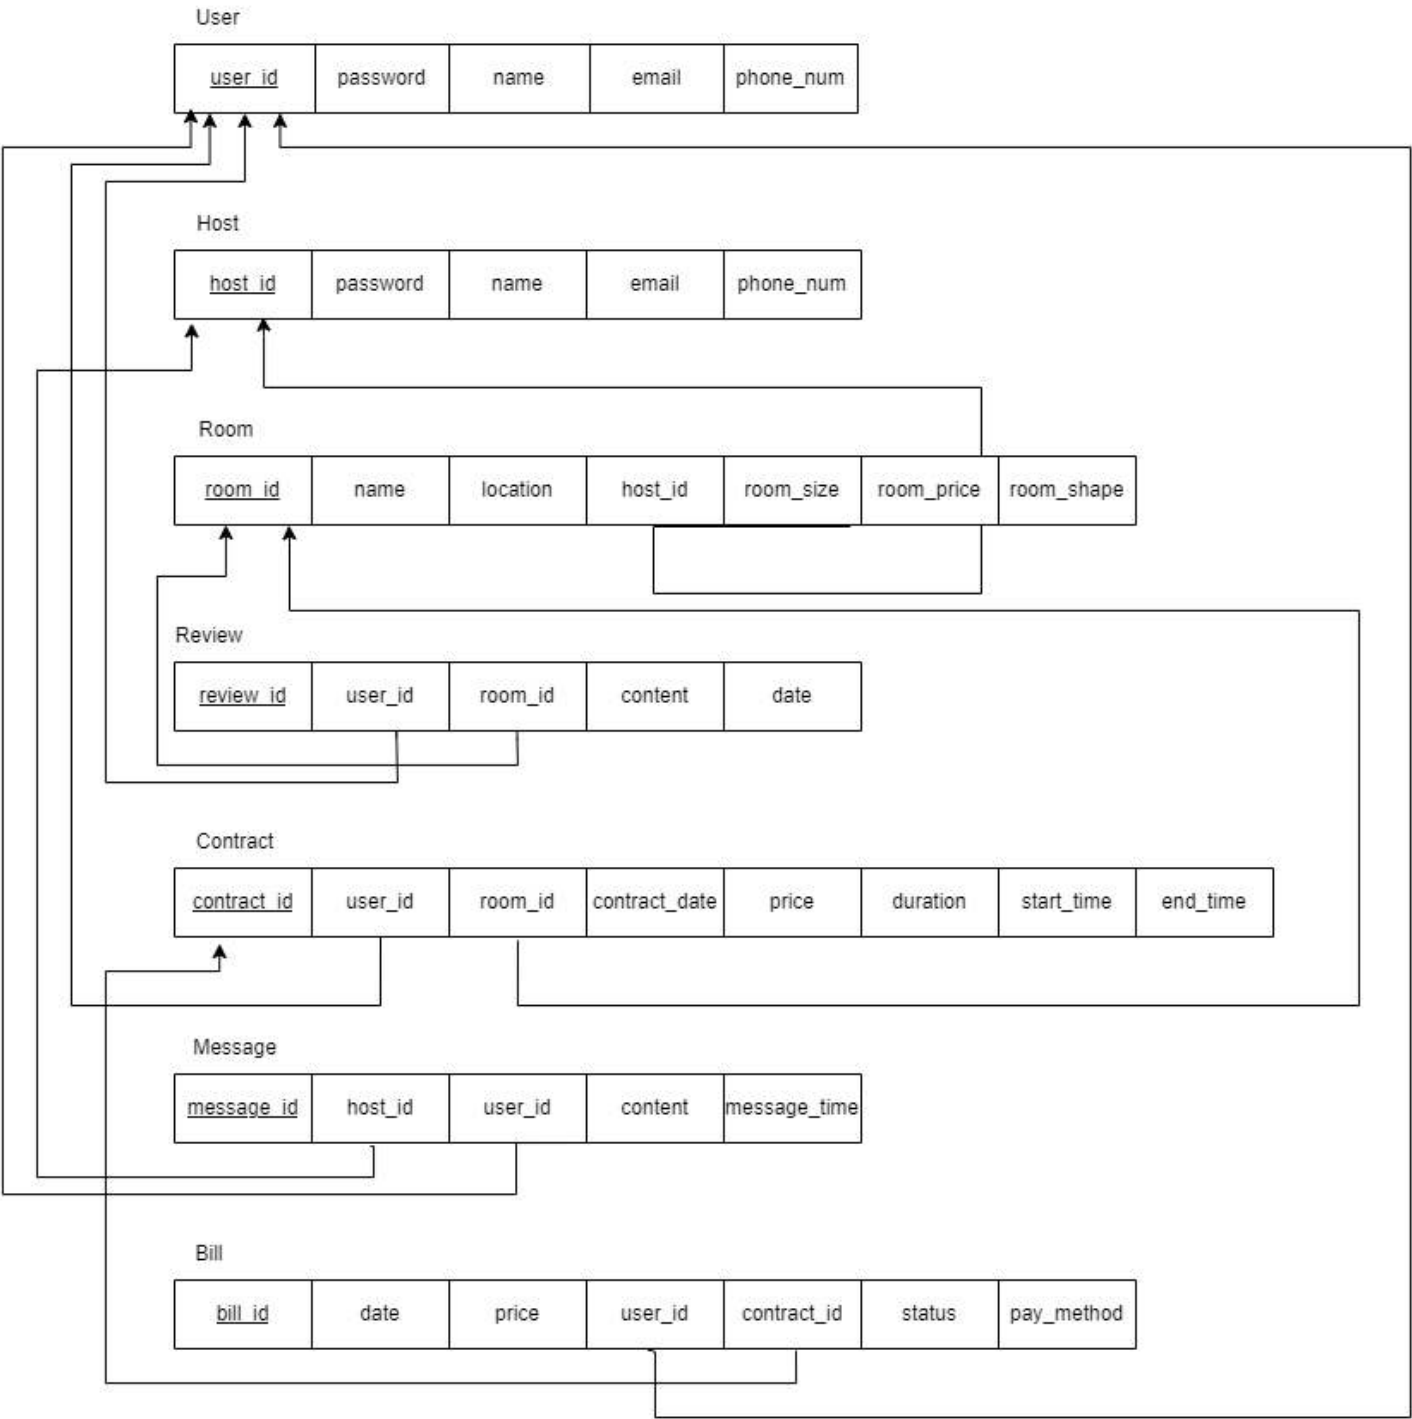 User
user_id password name email phone_num
Host
host_id password name email phone_num
Room
room_id name location host_id room_size room_price room_shape
Review
review_id user_id room_id content date
Contract
contract_id user_id room_id contract_date price duration start_time end_time
Message
message_id host_id user_id content message_time
Bill
bill_id date price user_id contract_id status pay_method